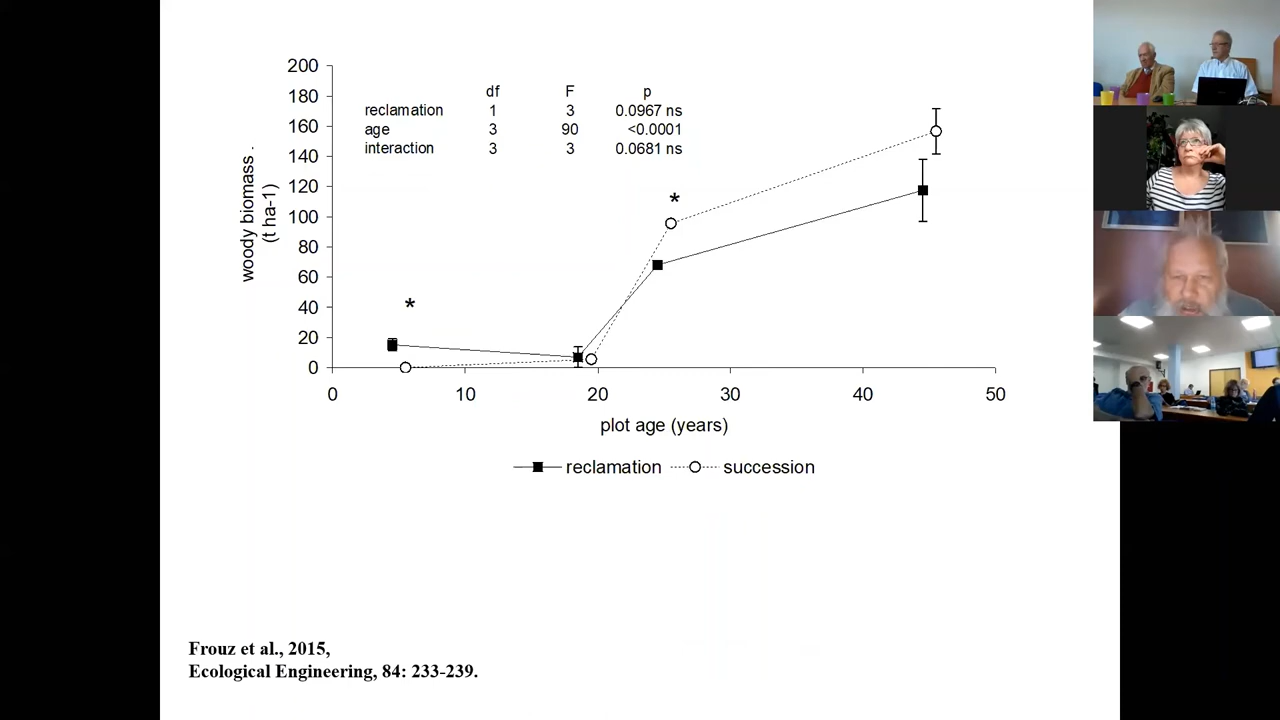 200
180
160
140
120
100
80
60
40
20
0
woody biomass .
(t ha-1)
df F p
reclamation 1 3 0.0967 ns
age 3 90 <0.0001
interaction 3 3 0.0681 ns
*
*
0 10 20 30 40 50
plot age (years)
reclamation succession
Frouz et al., 2015,
Ecological Engineering, 84: 233-239.